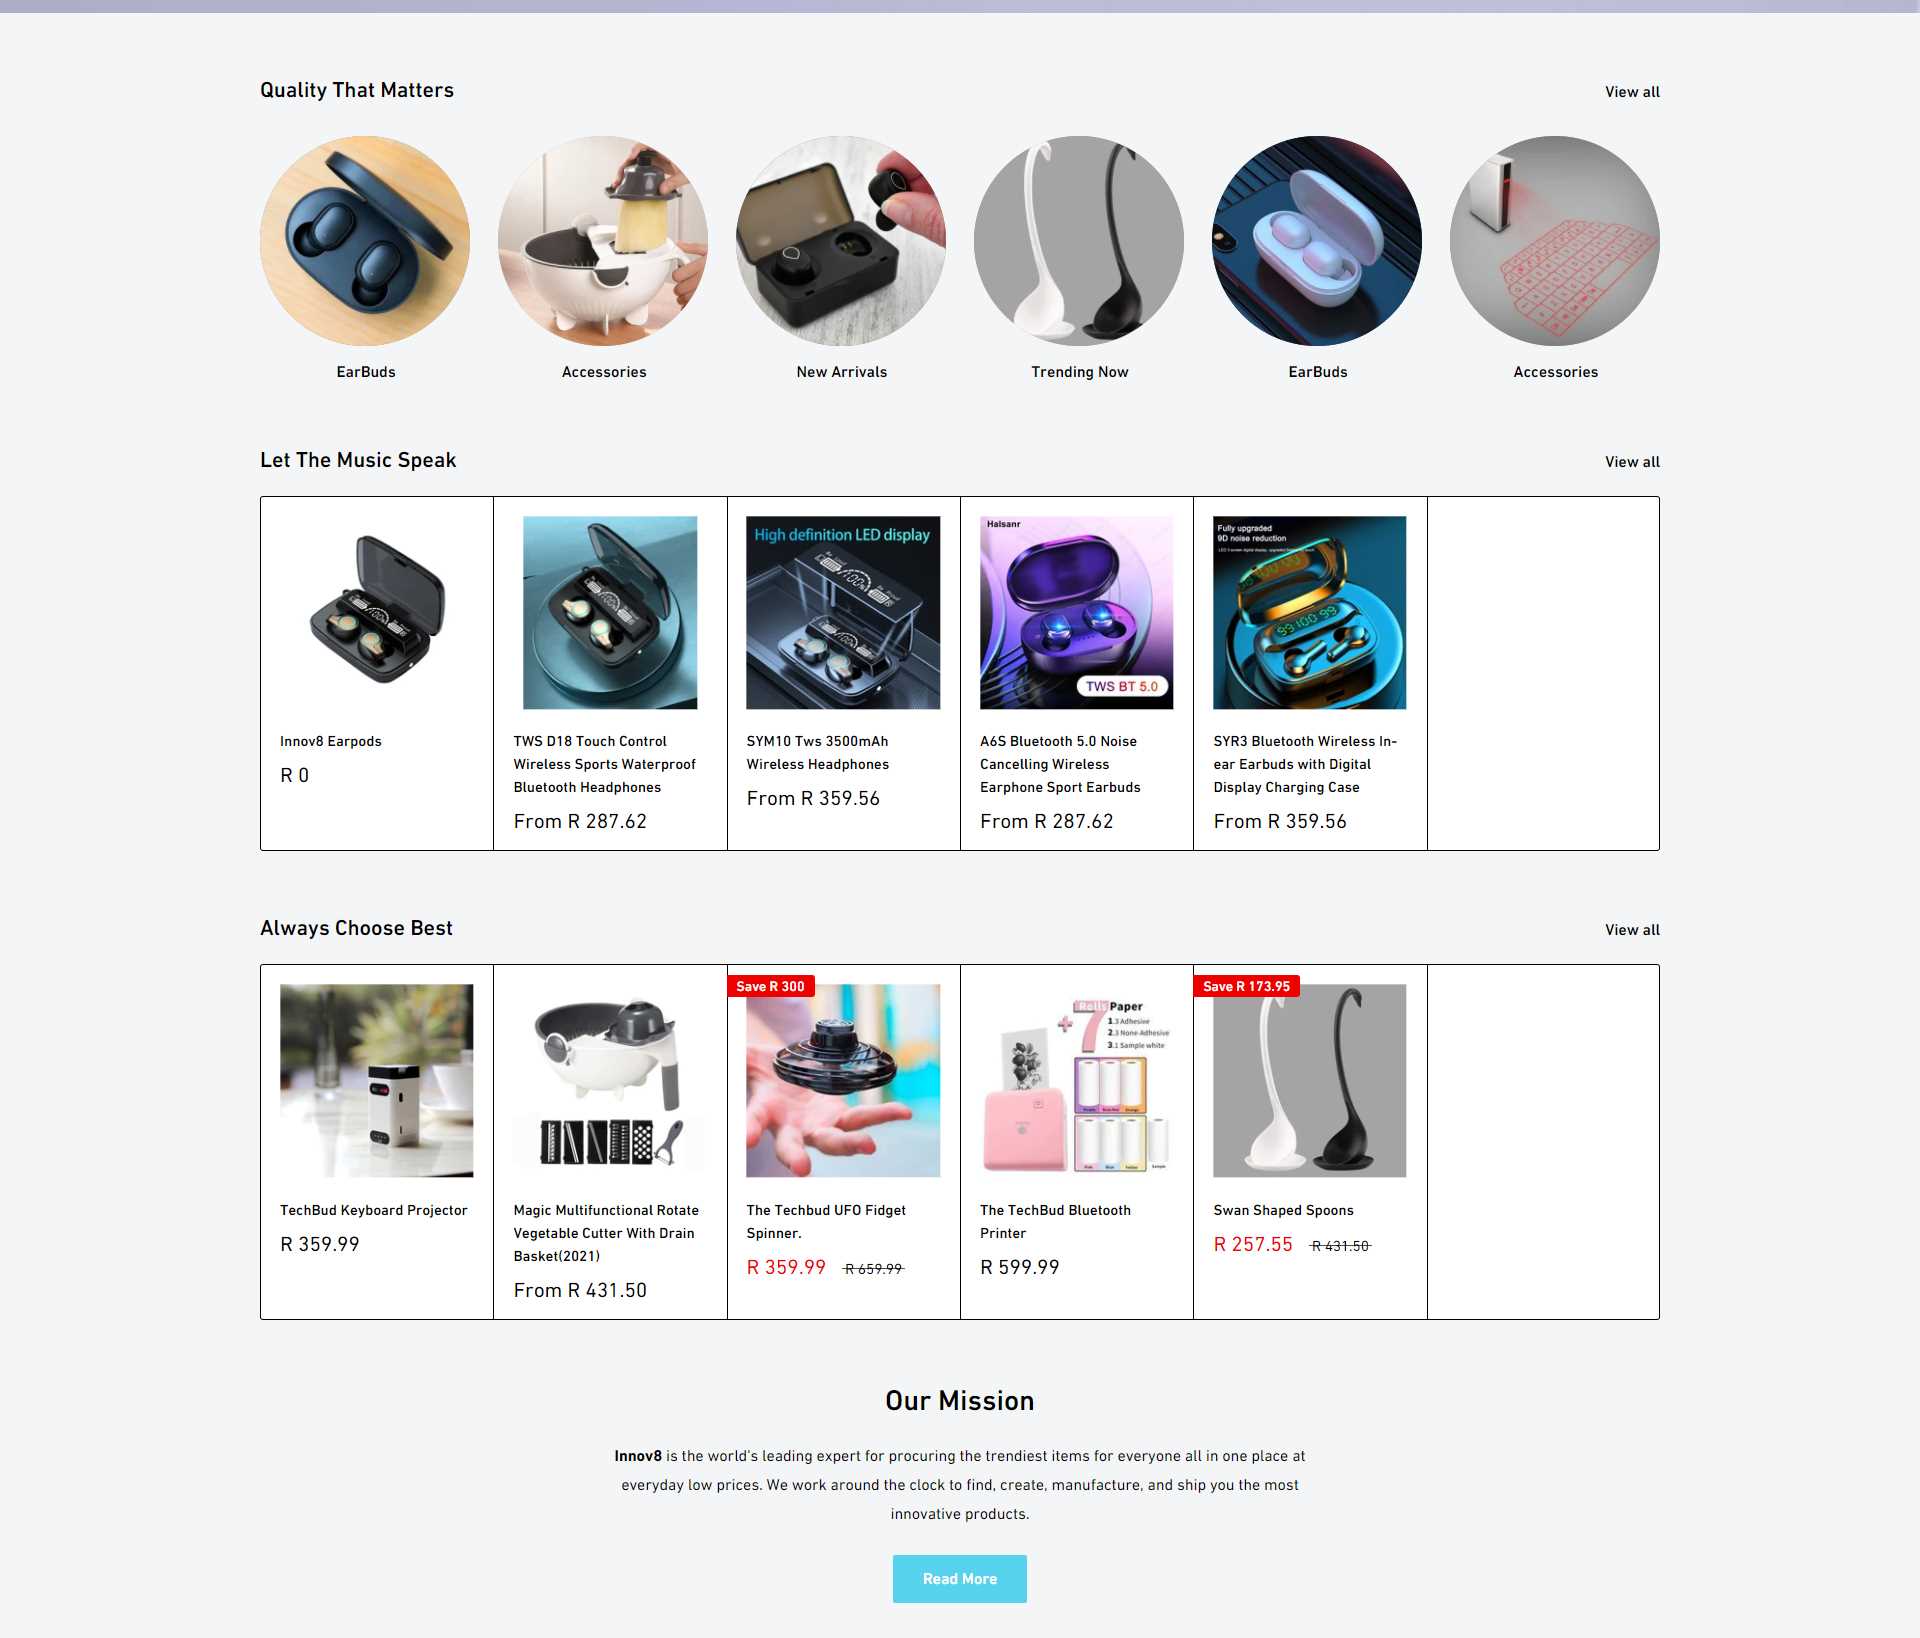 Quality That Matters
View all
EarBuds
Accessories
New Arrivals
Trending Now
EarBuds
Accessories
Let The Music Speak
View all
High definition LED display
Halsanr
TWS BT 5.0
Fully upgraded
9D noise reduction
99:100:99
Innov8 Earpods
R 0
TWS D18 Touch Control
Wireless Sports Waterproof
Bluetooth Headphones
From R 287.62
SYM10 Tws 3500mAh
Wireless Headphones
From R 359.56
A6S Bluetooth 5.0 Noise
Cancelling Wireless
Earphone Sport Earbuds
From R 287.62
SYR3 Bluetooth Wireless In-
ear Earbuds with Digital
Display Charging Case
From R 359.56
Always Choose Best
View all
Save R 300
+7 Rolls Paper
1.3 Adhesive
2.3 None-Adhesive
3.1 Sample white
Save R 173.95
TechBud Keyboard Projector
R 359.99
Magic Multifunctional Rotate
Vegetable Cutter With Drain
Basket(2021)
From R 431.50
The Techbud UFO Fidget
Spinner.
R 359.99 R 659.99
The TechBud Bluetooth
Printer
R 599.99
Swan Shaped Spoons
R 257.55 R 431.50
Our Mission
Innov8 is the world's leading expert for procuring the trendiest items for everyone all in one place at
everyday low prices. We work around the clock to find, create, manufacture, and ship you the most
innovative products.
Read More